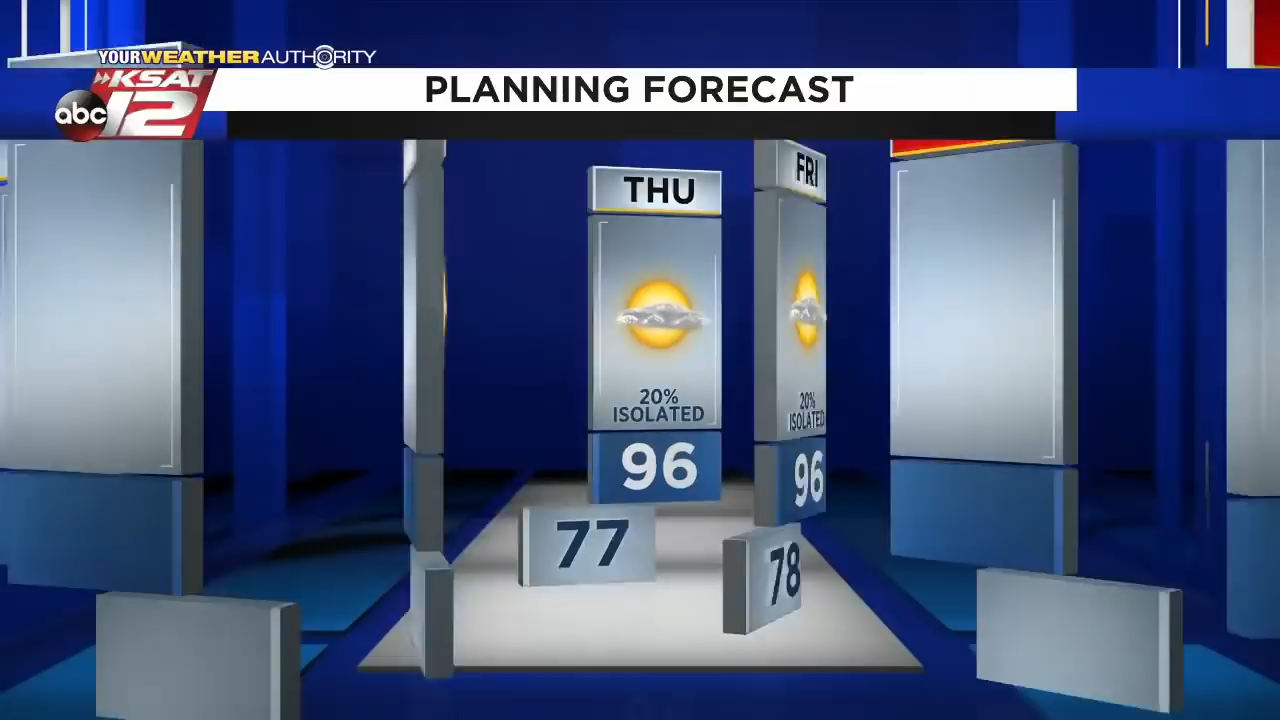 YOUR WEATHER AUTHORITY
KSAT
abc 12
PLANNING FORECAST
THU
FRI
20%
ISOLATED
20%
ISOLATED
96
96
77
78